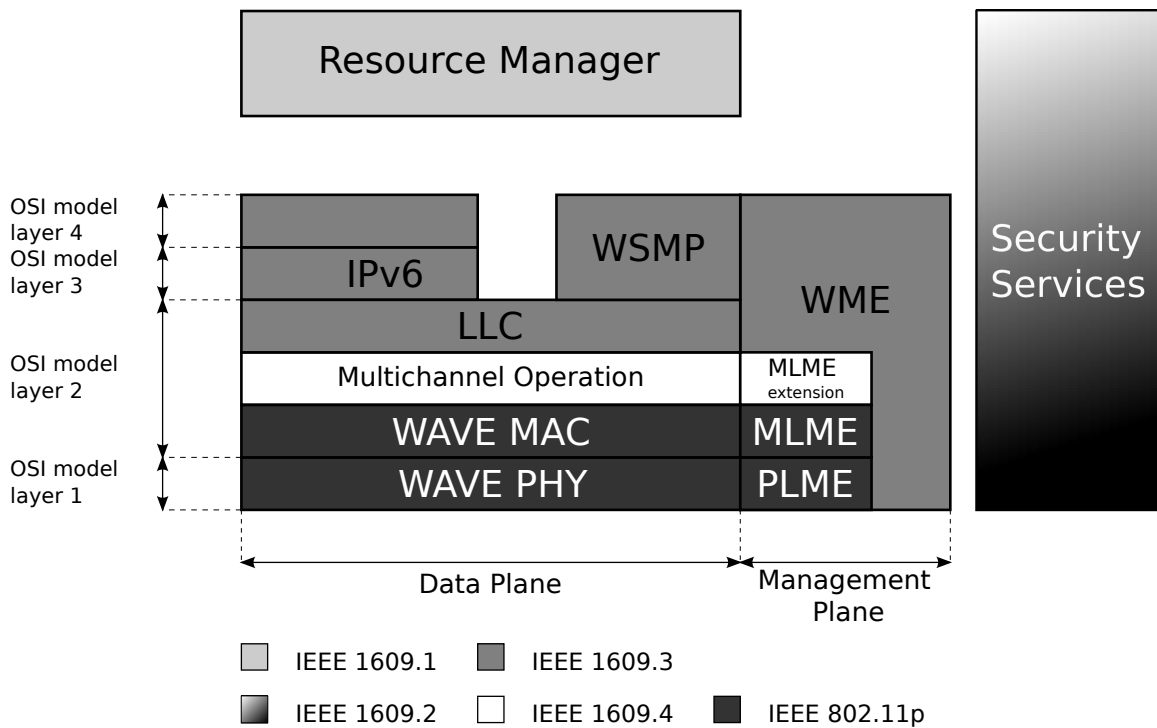 Resource Manager
OSI model
layer 4
OSI model
layer 3
OSI model
layer 2
OSI model
layer 1
IPv6
WSMP
LLC
WME
Multichannel Operation
MLME
extension
WAVE MAC
MLME
WAVE PHY
PLME
Security
Services
Data Plane
Management
Plane
IEEE 1609.1
IEEE 1609.3
IEEE 1609.2
IEEE 1609.4
IEEE 802.11p